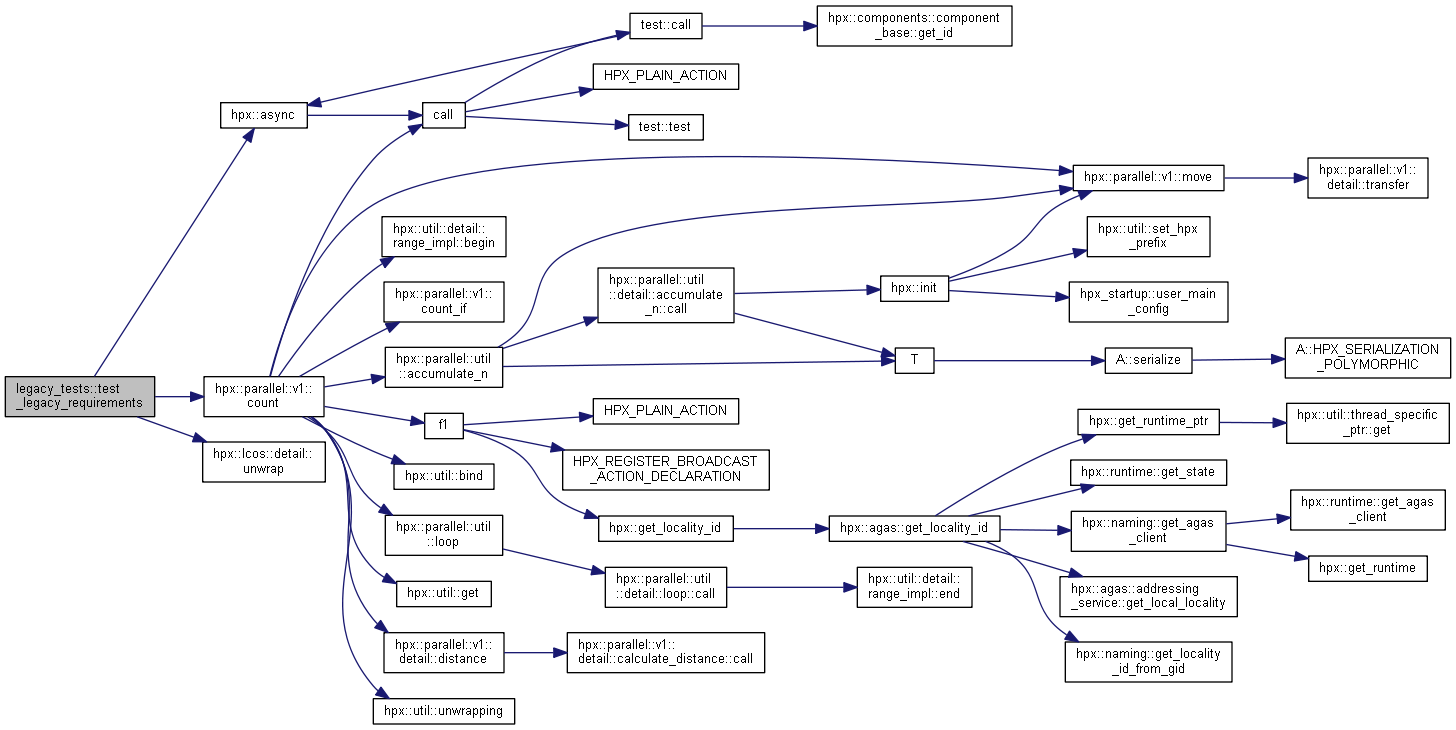 test::call
hpx::components::component
_base::get_id
HPX_PLAIN_ACTION
hpx::async
call
test::test
hpx::parallel::v1::move
hpx::parallel::v1::
detail::transfer
hpx::util::detail::
range_impl::begin
hpx::util::set_hpx
_prefix
hpx::parallel::v1::
count_if
hpx::parallel::util
::detail::accumulate
_n::call
hpx::init
hpx_startup::user_main
_config
hpx::parallel::util
::accumulate_n
T
A::serialize
A::HPX_SERIALIZATION
_POLYMORPHIC
legacy_tests::test
_legacy_requirements
hpx::parallel::v1::
count
f1
HPX_PLAIN_ACTION
hpx::get_runtime_ptr
hpx::util::thread_specific
_ptr::get
hpx::lcos::detail::
unwrap
hpx::util::bind
HPX_REGISTER_BROADCAST
_ACTION_DECLARATION
hpx::runtime::get_state
hpx::parallel::util
::loop
hpx::get_locality_id
hpx::agas::get_locality_id
hpx::naming::get_agas
_client
hpx::runtime::get_agas
_client
hpx::get_runtime
hpx::util::get
hpx::parallel::util
::detail::loop::call
hpx::util::detail::
range_impl::end
hpx::agas::addressing
_service::get_local_locality
hpx::parallel::v1::
detail::distance
hpx::parallel::v1::
detail::calculate_distance::call
hpx::naming::get_locality
_id_from_gid
hpx::util::unwrapping